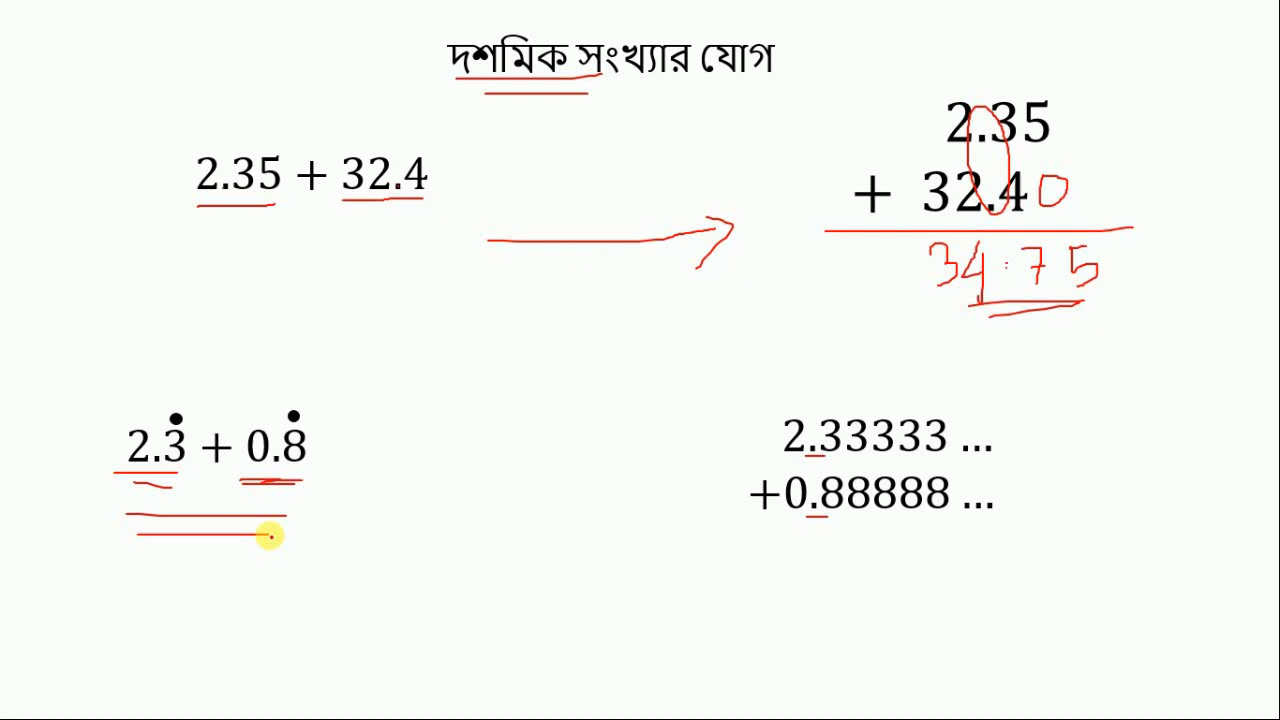 দশমিক সংখ্যার যোগ
2.35 + 32.4
2.35
+ 32.40
34.75
2.3̇ + 0.8̇
2.33333 ...
+0.88888 ...